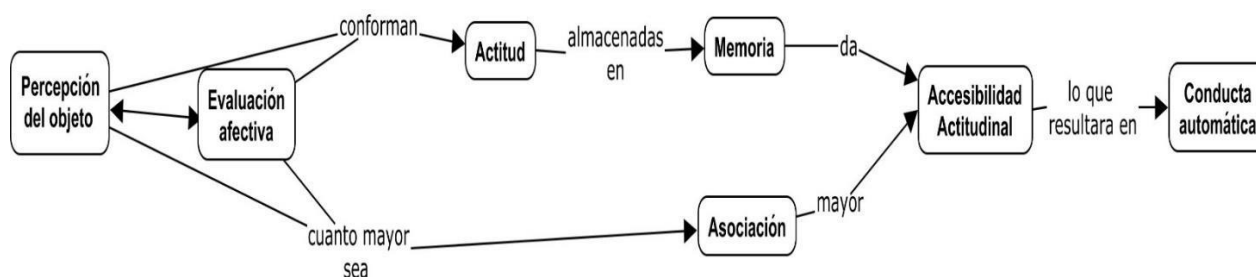 Percepción
del objeto
Evaluación
afectiva
conforman
Actitud
almacenadas
en
Memoria
da
cuanto mayor
sea
Asociación
mayor
Accesibilidad
Actitudinal
lo que
resultara en
Conducta
automática